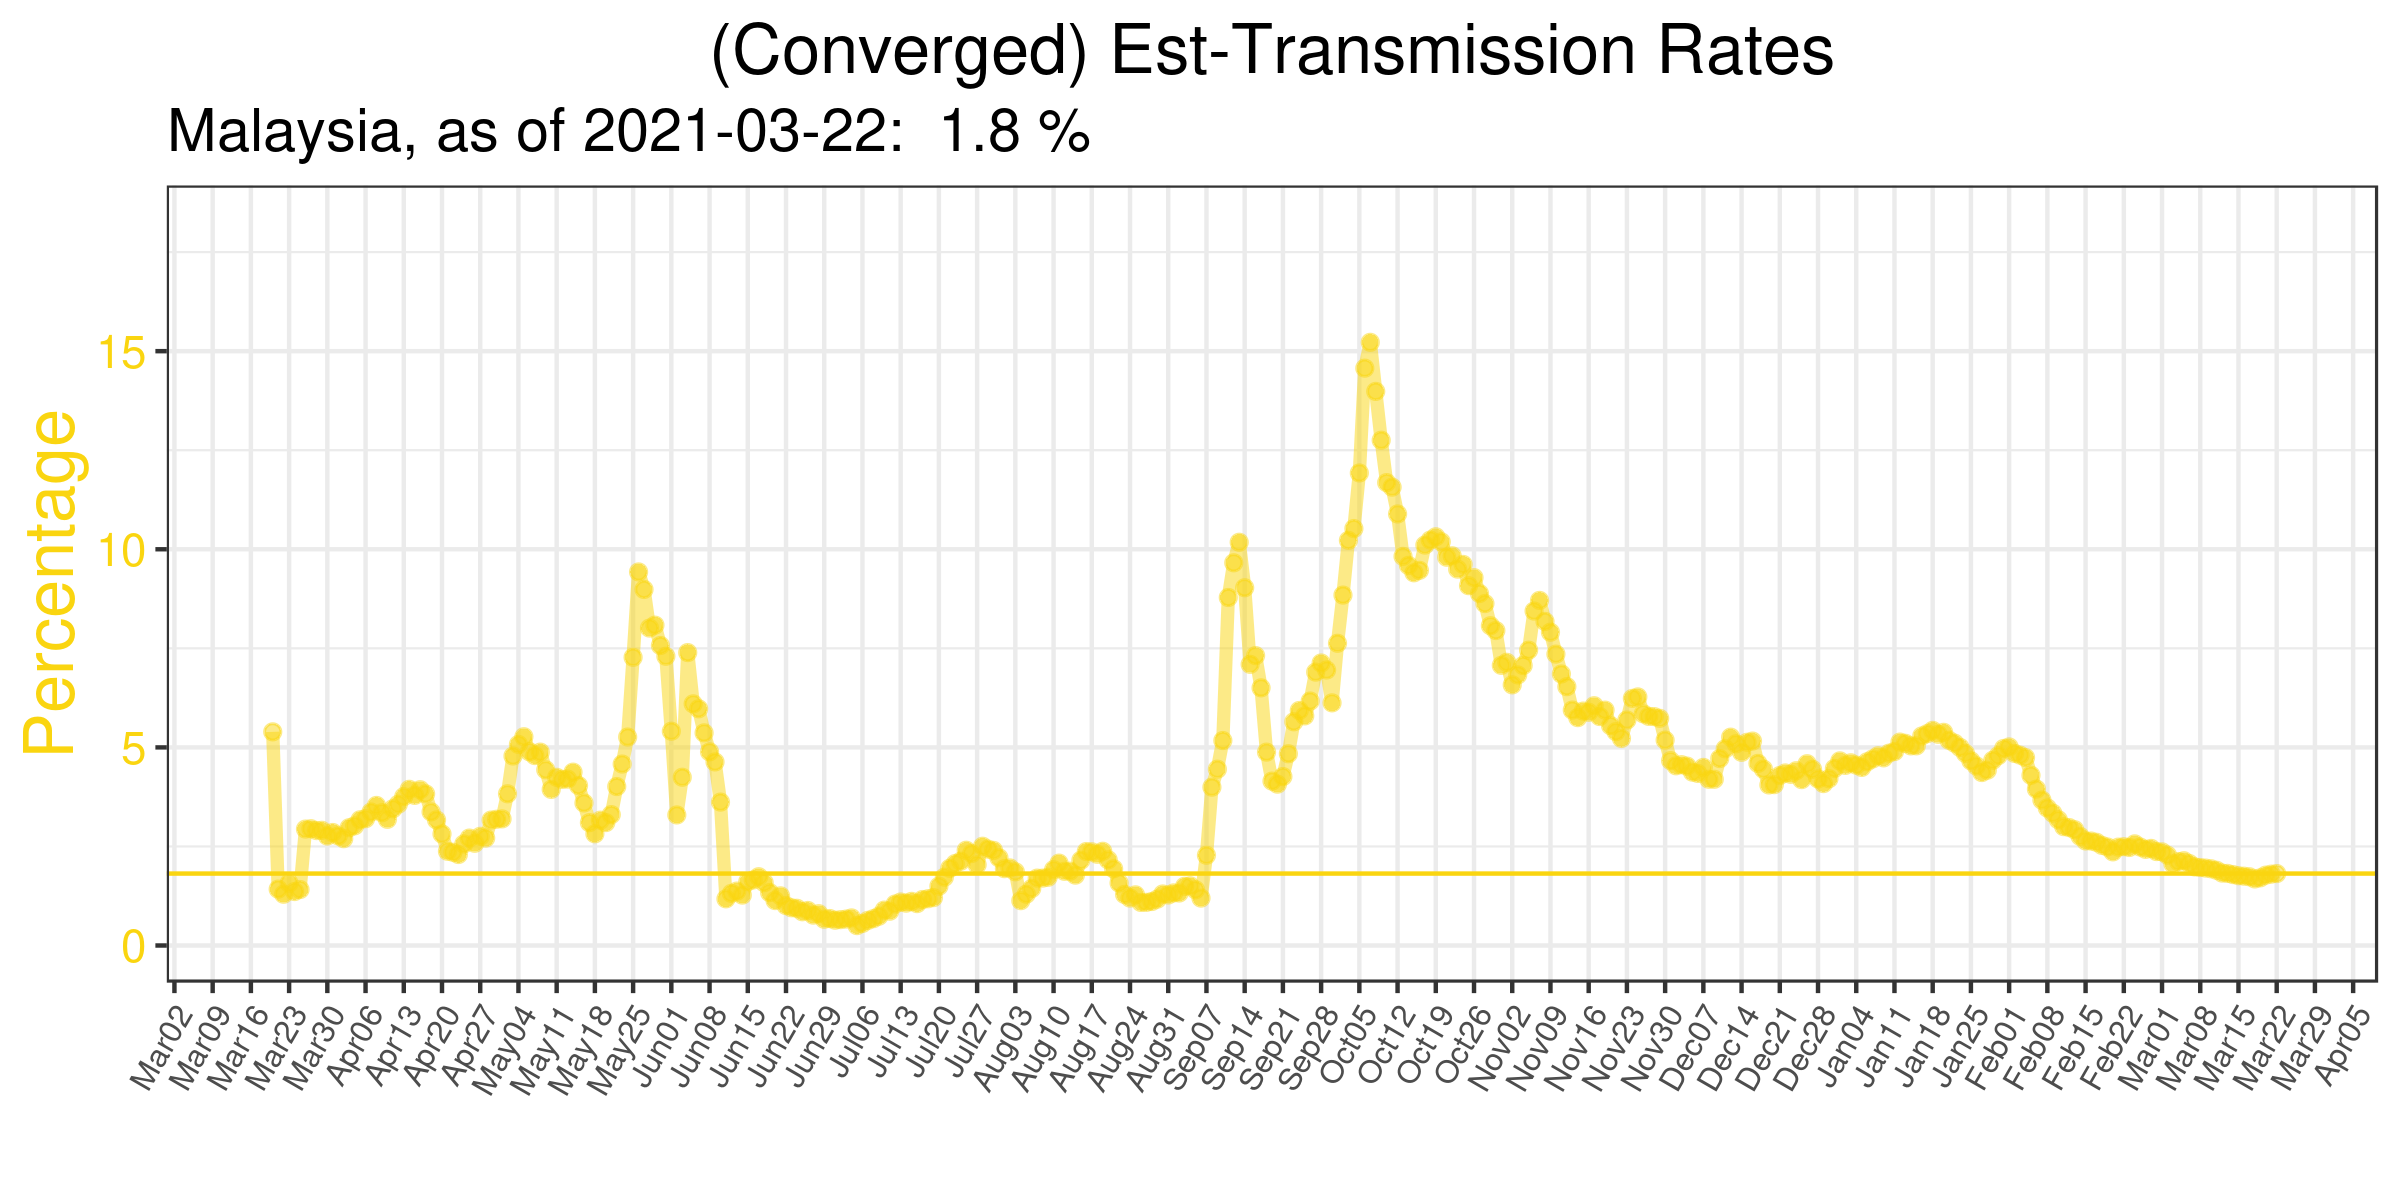 (Converged) Est-Transmission Rates
Malaysia, as of 2021-03-22:  1.8 %
Percentage
15
10
5
0
Mar02
Mar09
Mar16
Mar23
Mar30
Apr06
Apr13
Apr20
Apr27
May04
May11
May18
May25
Jun01
Jun08
Jun15
Jun22
Jun29
Jul06
Jul13
Jul20
Jul27
Aug03
Aug10
Aug17
Aug24
Aug31
Sep07
Sep14
Sep21
Sep28
Oct05
Oct12
Oct19
Oct26
Nov02
Nov09
Nov16
Nov23
Nov30
Dec07
Dec14
Dec21
Dec28
Jan04
Jan11
Jan18
Jan25
Feb01
Feb08
Feb15
Feb22
Mar01
Mar08
Mar15
Mar22
Mar29
Apr05